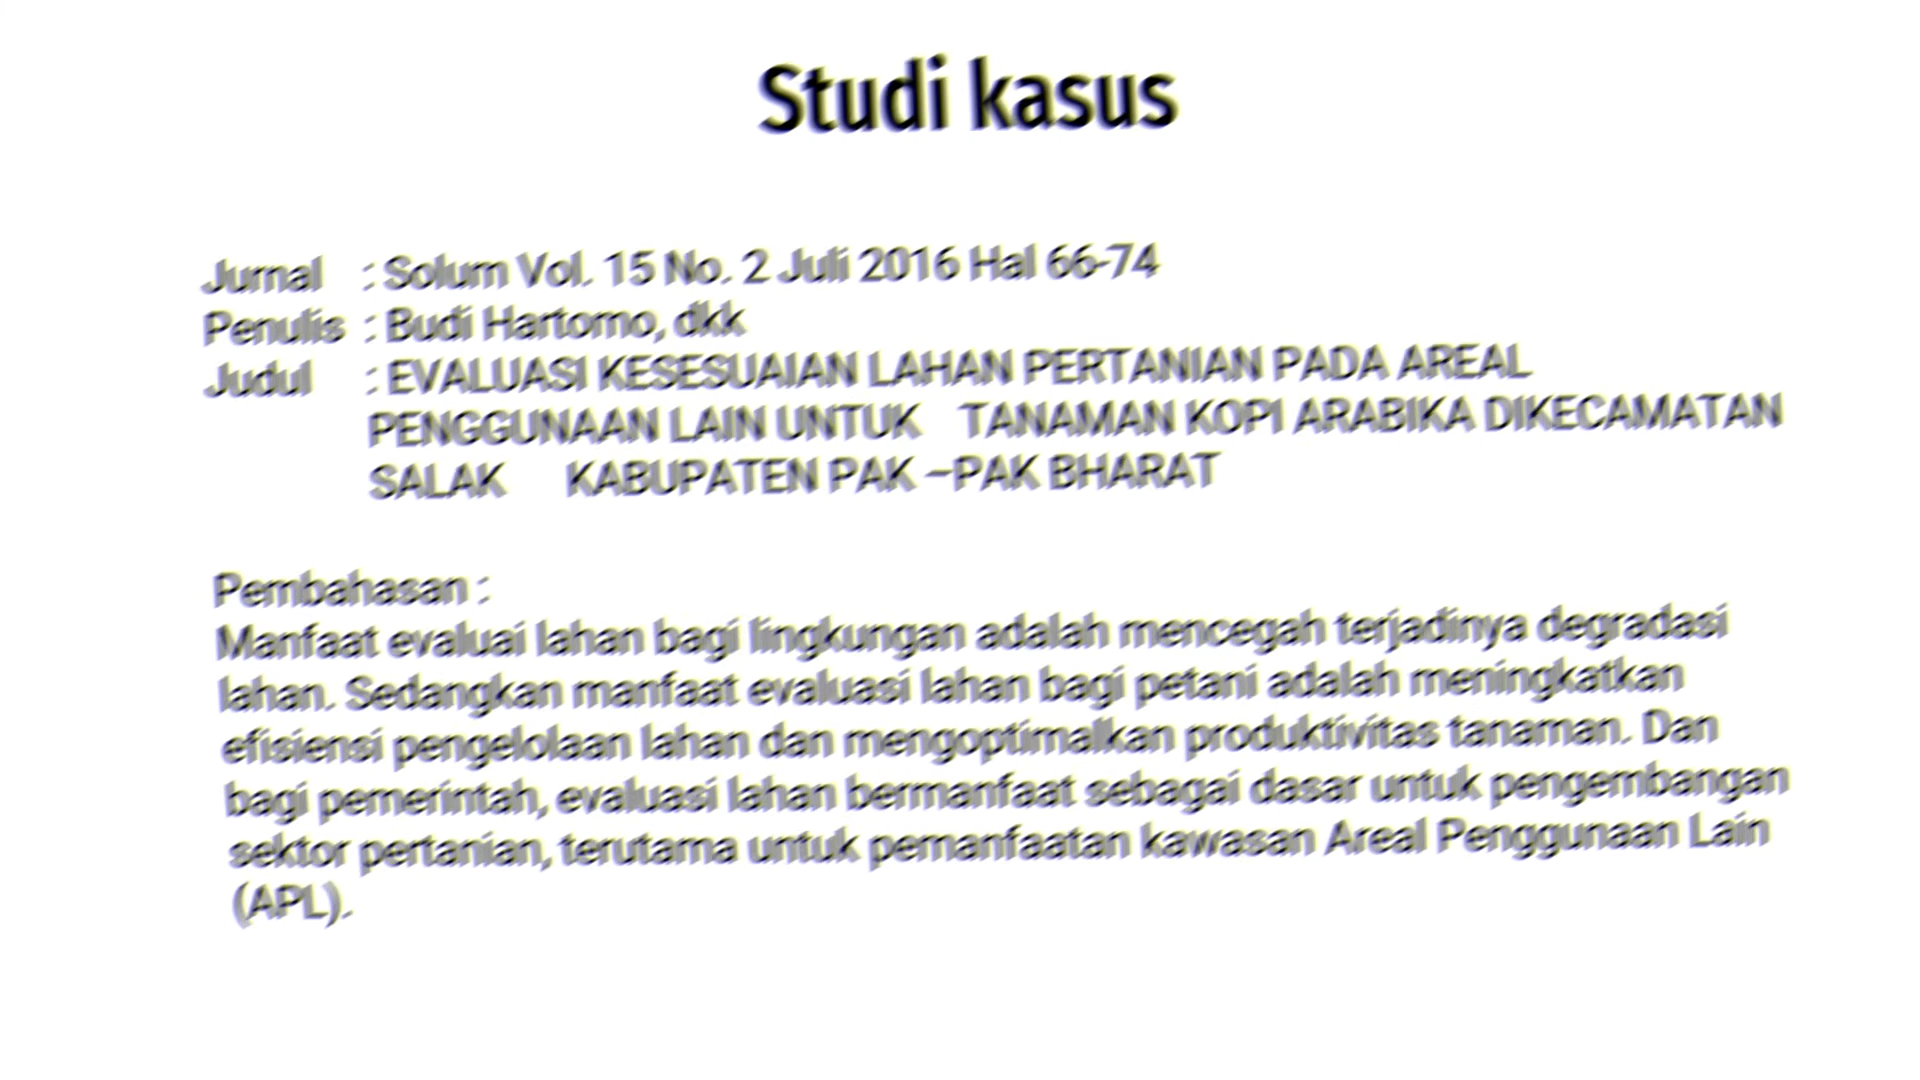 Studi kasus
Jurnal : Solum Vol. 15 No. 2 Juli 2016 Hal 66-74
Penulis : Budi Hartomo, dkk
Judul : EVALUASI KESESUAIAN LAHAN PERTANIAN PADA AREAL
PENGGUNAAN LAIN UNTUK TANAMAN KOPI ARABIKA DIKECAMATAN
SALAK KABUPATEN PAK –PAK BHARAT
Pembahasan :
Manfaat evaluai lahan bagi lingkungan adalah mencegah terjadinya degradasi
lahan. Sedangkan manfaat evaluasi lahan bagi petani adalah meningkatkan
efisiensi pengelolaan lahan dan mengoptimalkan produktivitas tanaman. Dan
bagi pemerintah, evaluasi lahan bermanfaat sebagai dasar untuk pengembangan
sektor pertanian, terutama untuk pemanfaatan kawasan Areal Penggunaan Lain
(APL).